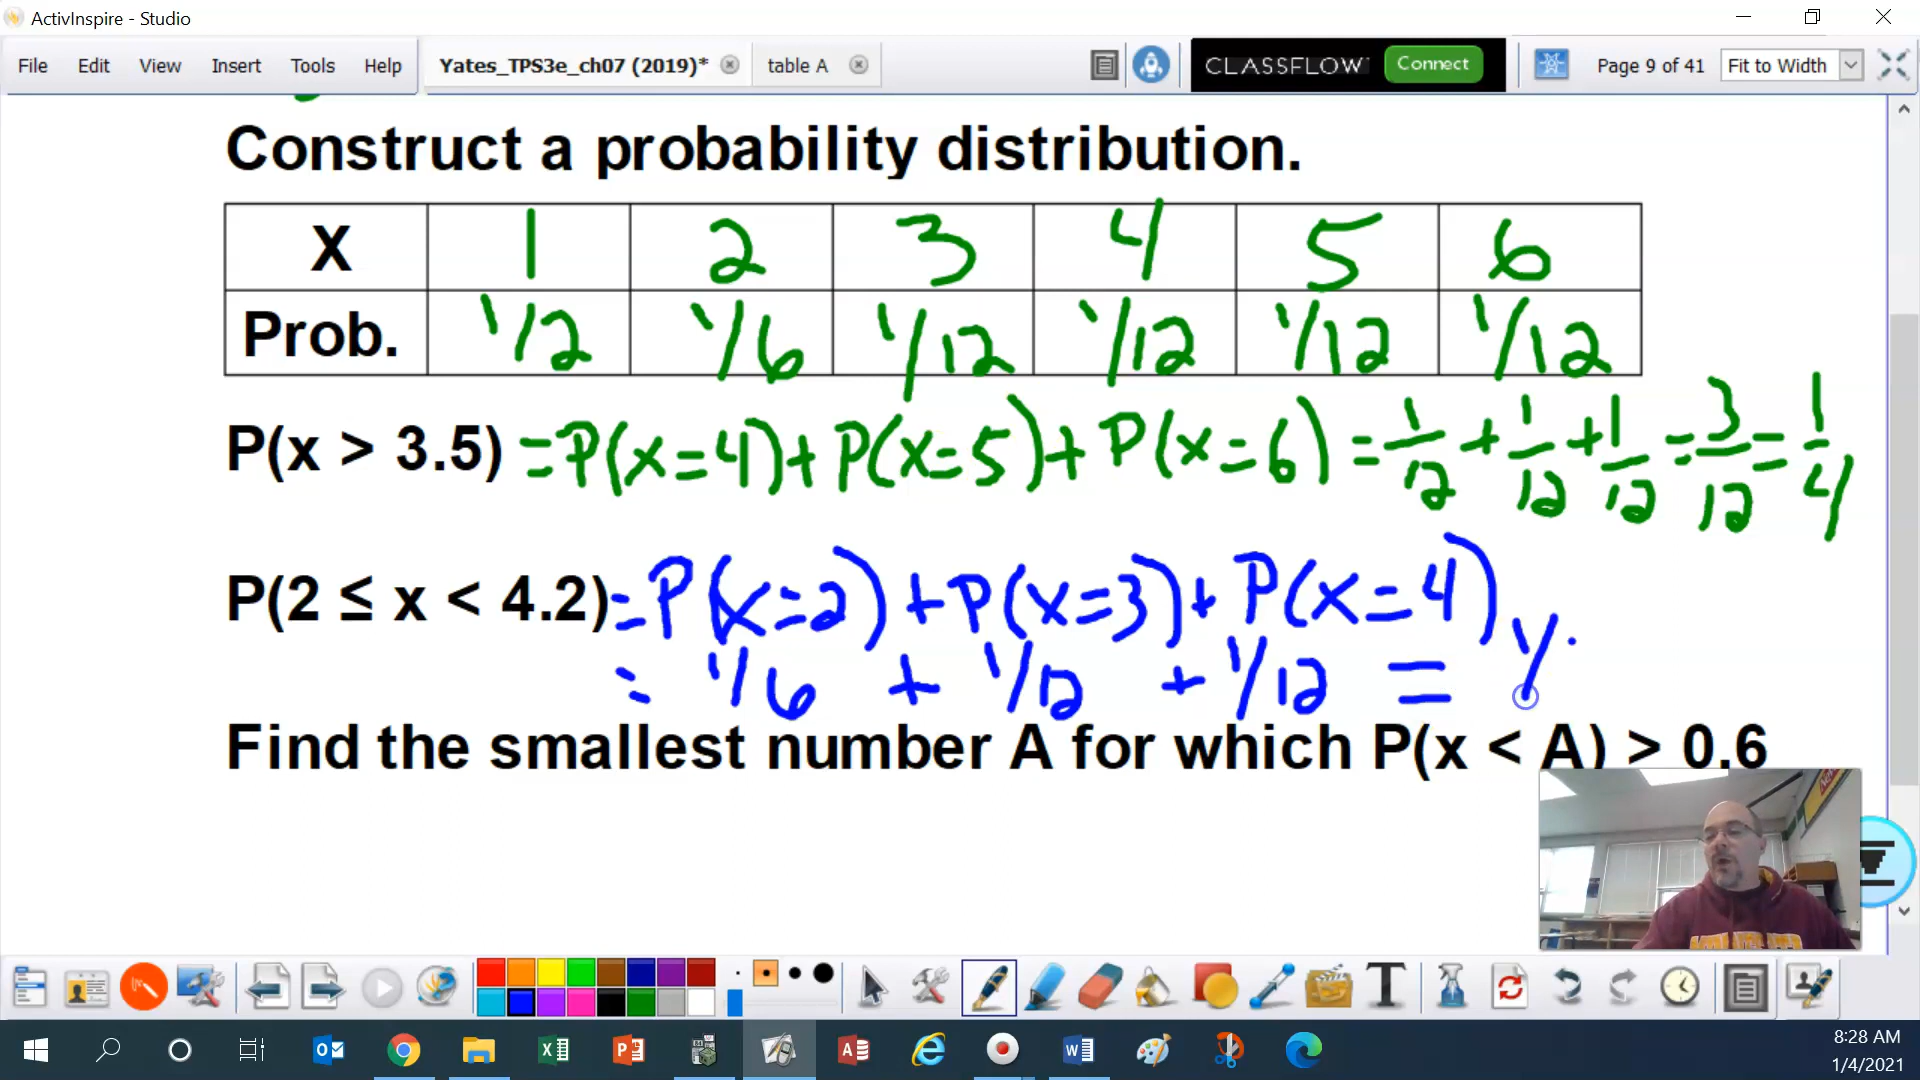 ActivInspire - Studio
File Edit View Insert Tools Help Yates_TPS3e_ch07 (2019)* table A CLASSFLOW Connect Page 9 of 41 Fit to Width
Construct a probability distribution.
X 1 2 3 4 5 6
Prob. 1/2 1/6 1/12 1/12 1/12 1/12
P(x > 3.5) = P(x=4) + P(x=5) + P(x=6) = 1/12 + 1/12 + 1/12 = 3/12 = 1/4
P(2 ≤ x < 4.2) = P(x=2) + P(x=3) + P(x=4)
= 1/6 + 1/12 + 1/12 = 1/
Find the smallest number A for which P(x < A) > 0.6
8:28 AM
1/4/2021